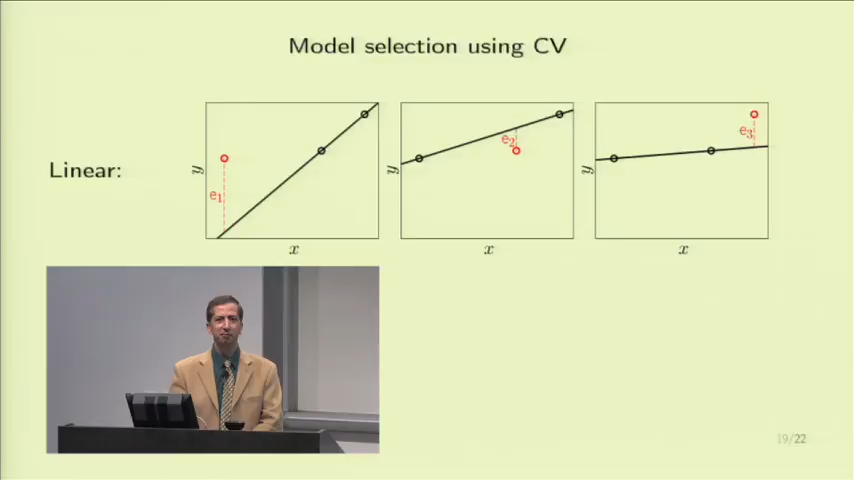 Model selection using CV
Linear:
y
e1
x
y
e2
x
y
e3
x
19/22